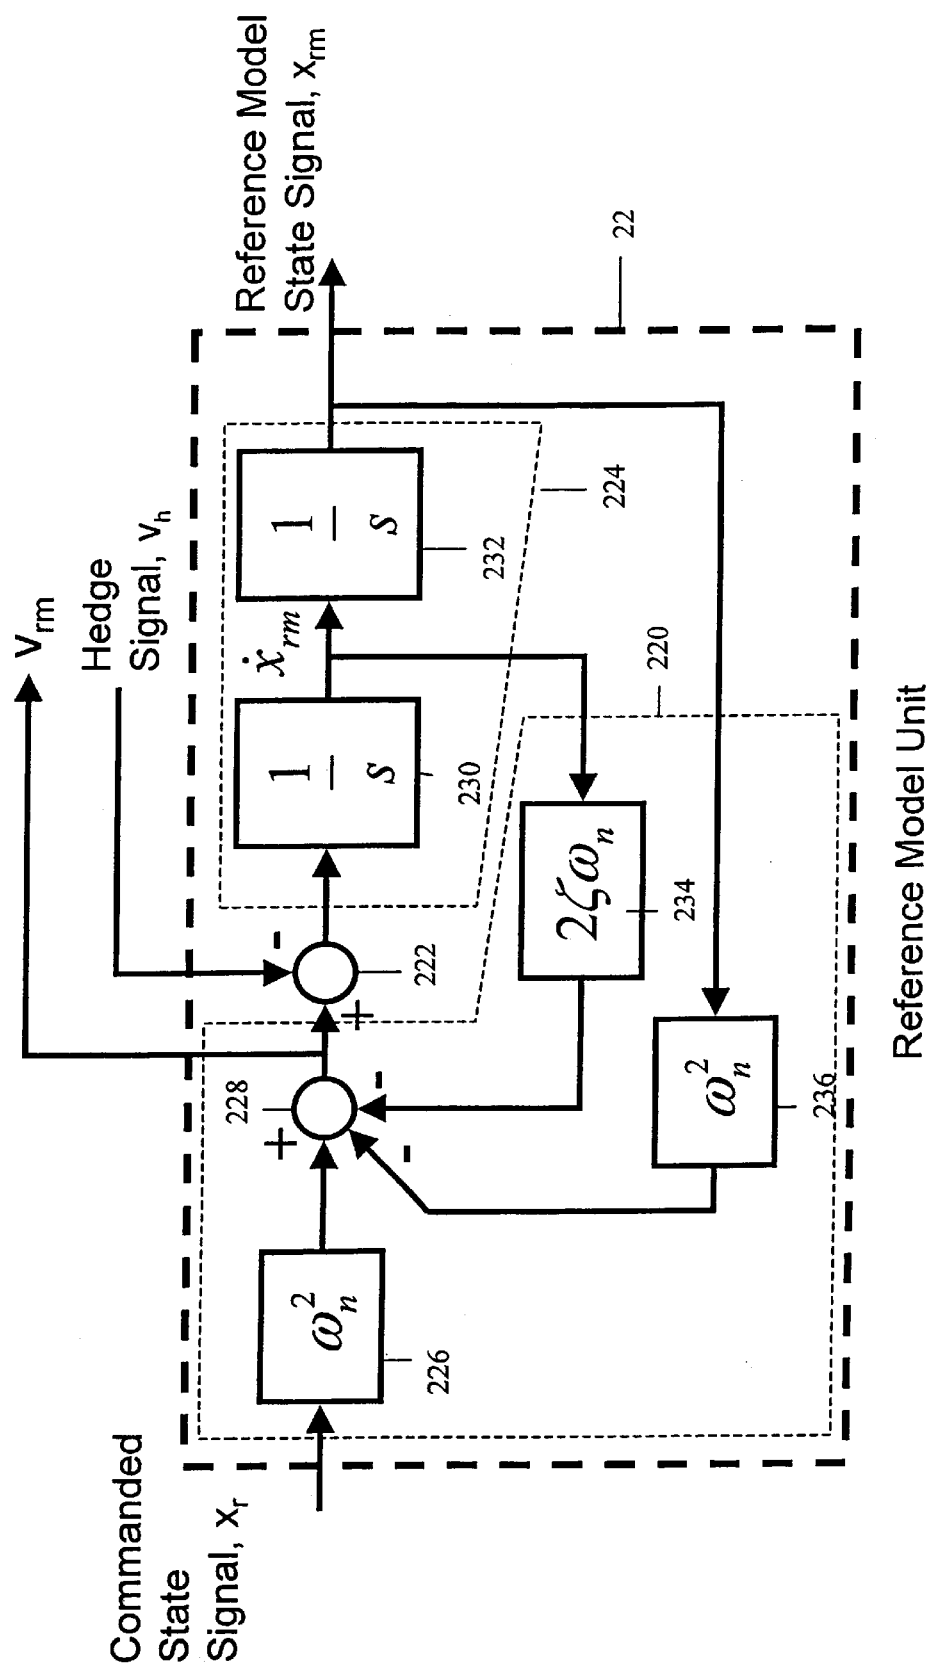 Commanded
State
Signal, x_r
v_rm
Hedge
Signal, v_h
Reference Model
State Signal, x_rm
ω_n^2
226
+
228
-
-
+
222
-
1/s
230
ẋ_rm
1/s
232
224
2ζω_n
234
220
ω_n^2
236
22
Reference Model Unit